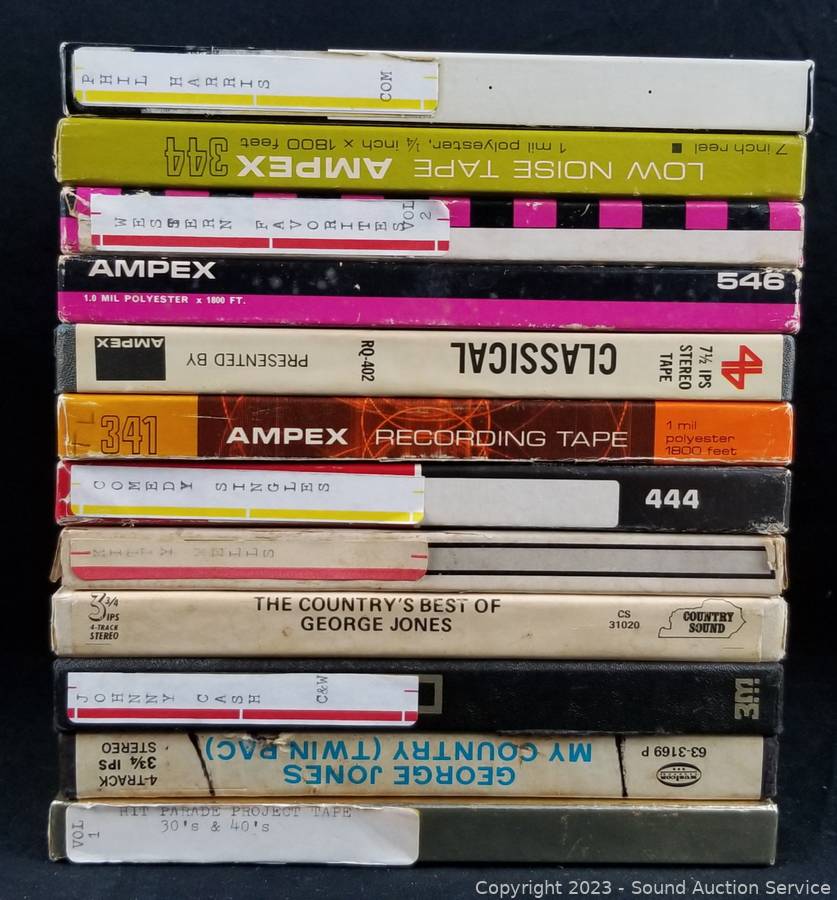 PHIL HARRIS
COM
LOW NOISE TAPE AMPEX 344
7 inch reel ■ 1 mil polyester, ¼ inch x 1800 feet
WESTERN FAVORITES
VOL 2
AMPEX
546
1.0 MIL POLYESTER x 1800 FT.
4
7½ IPS
STEREO
TAPE
CLASSICAL
RQ-402
PRESENTED BY
AMPEX
341
AMPEX RECORDING TAPE
1 mil
polyester
1800 feet
COMEDY SINGLES
444
KITTY WELLS
3 3/4
IPS
4-TRACK
STEREO
THE COUNTRY'S BEST OF
GEORGE JONES
CS
31020
COUNTRY
SOUND
JOHNNY CASH
C&W
3M
63-3169 P
GEORGE JONES
MY COUNTRY (TWIN PAC)
4-TRACK
3¾ IPS
STEREO
VOL
1
HIT PARADE PROJECT TAPE
30's & 40's
Copyright 2023 - Sound Auction Service